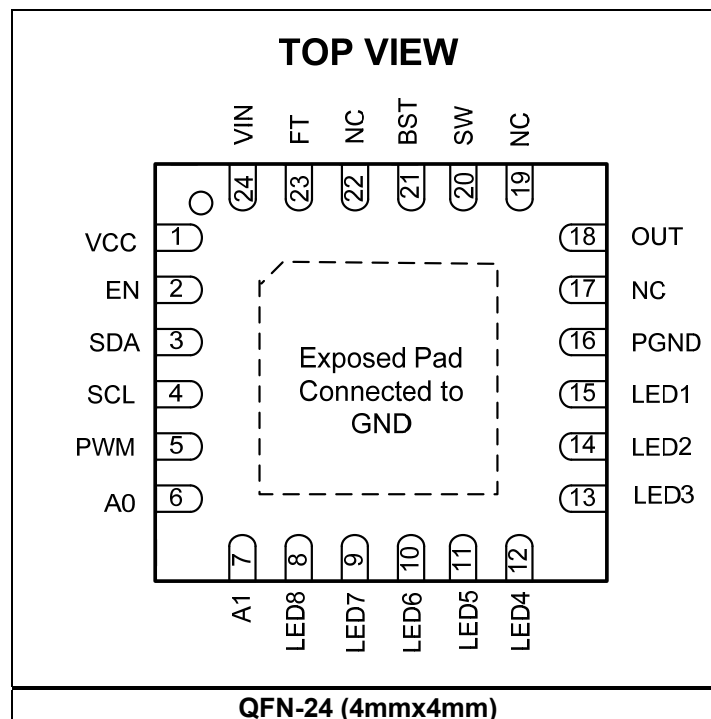 TOP VIEW
VIN FT NC BST SW NC
24 23 22 21 20 19
VCC 1 18 OUT
EN 2 17 NC
SDA 3 16 PGND
SCL 4 15 LED1
PWM 5 14 LED2
A0 6 13 LED3
Exposed Pad
Connected to
GND
7 8 9 10 11 12
A1 LED8 LED7 LED6 LED5 LED4
QFN-24 (4mmx4mm)